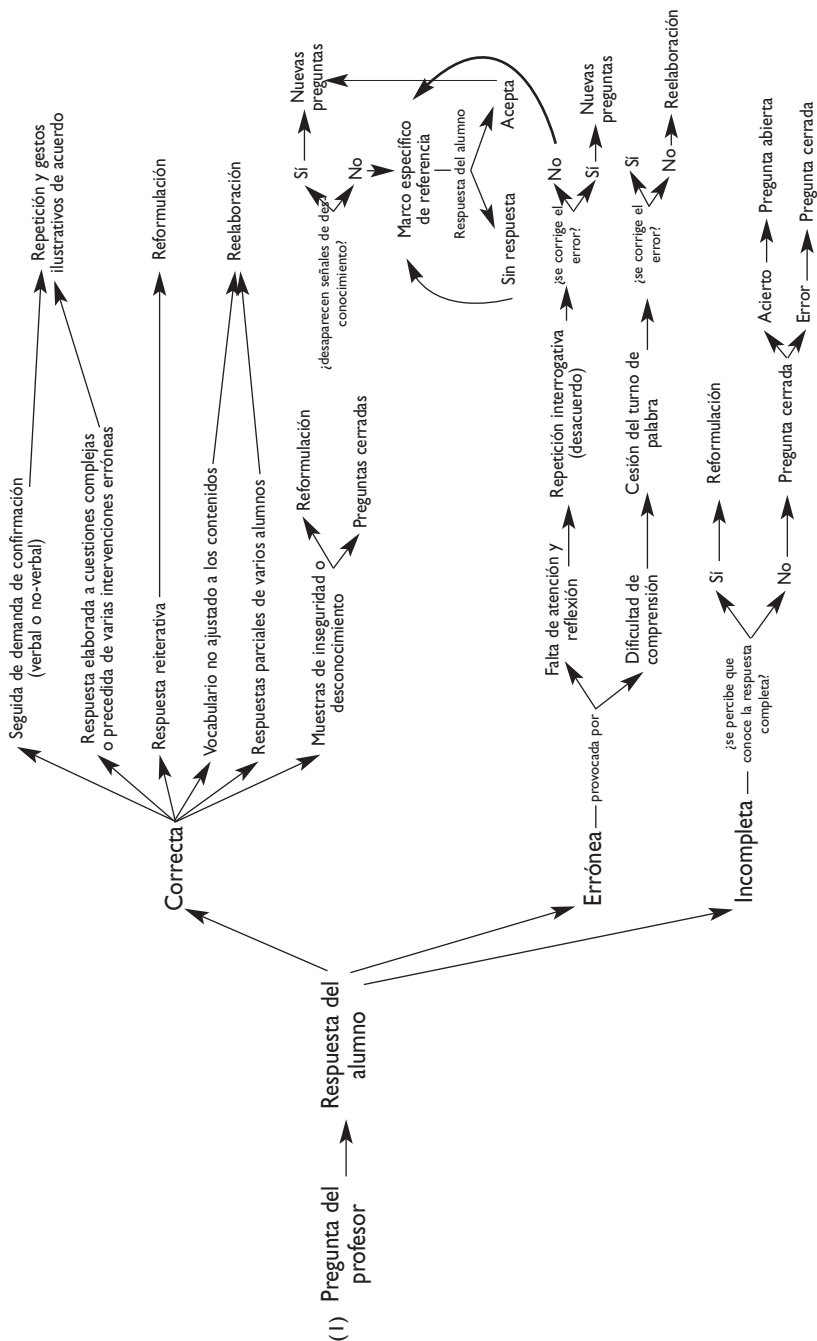 (1) Pregunta del
profesor
Respuesta del
alumno
Correcta
Seguida de demanda de confirmación
(verbal o no-verbal)
Repetición y gestos
ilustrativos de acuerdo
Respuesta elaborada a cuestiones complejas
o precedida de varias intervenciones erróneas
Respuesta reiterativa
Reformulación
Vocabulario no ajustado a los contenidos
Reelaboración
Respuestas parciales de varios alumnos
Muestras de inseguridad o
desconocimiento
Reformulación
Preguntas cerradas
¿desaparecen señales de des-
conocimiento?
Sí
Nuevas
preguntas
No
Marco específico
de referencia
Respuesta del alumno
Sin respuesta
Acepta
Errónea
provocada por
Falta de atención y
reflexión
Repetición interrogativa
(desacuerdo)
¿se corrige el
error?
No
Sí
Nuevas
preguntas
Dificultad de
comprensión
Cesión del turno de
palabra
¿se corrige el
error?
Sí
No
Reelaboración
Incompleta
¿se percibe que
conoce la respuesta
completa?
Sí
Reformulación
No
Pregunta cerrada
Acierto
Pregunta abierta
Error
Pregunta cerrada